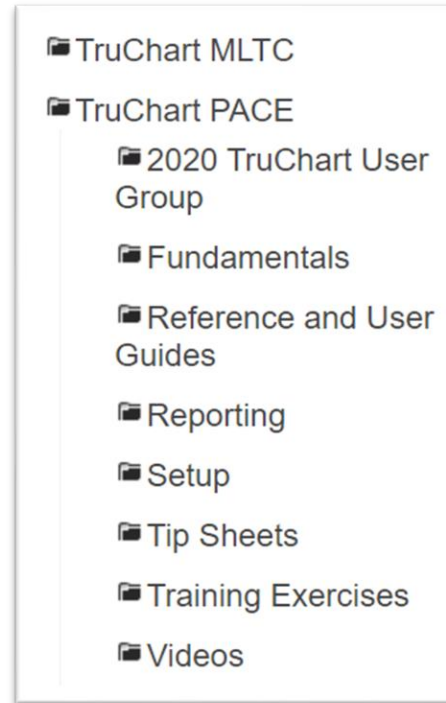 TruChart MLTC
TruChart PACE
2020 TruChart User
Group
Fundamentals
Reference and User
Guides
Reporting
Setup
Tip Sheets
Training Exercises
Videos